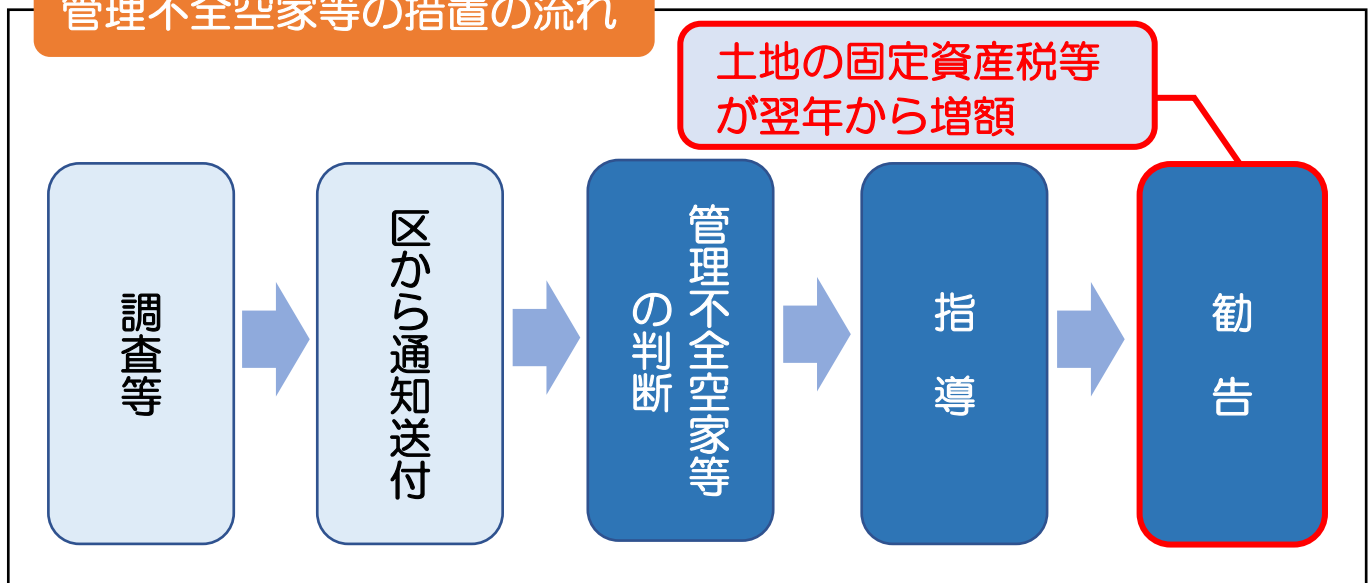 管理不全空家等の措置の流れ
土地の固定資産税等
が翌年から増額
調査等
区から通知送付
管理不全空家等
の判断
指導
勧告